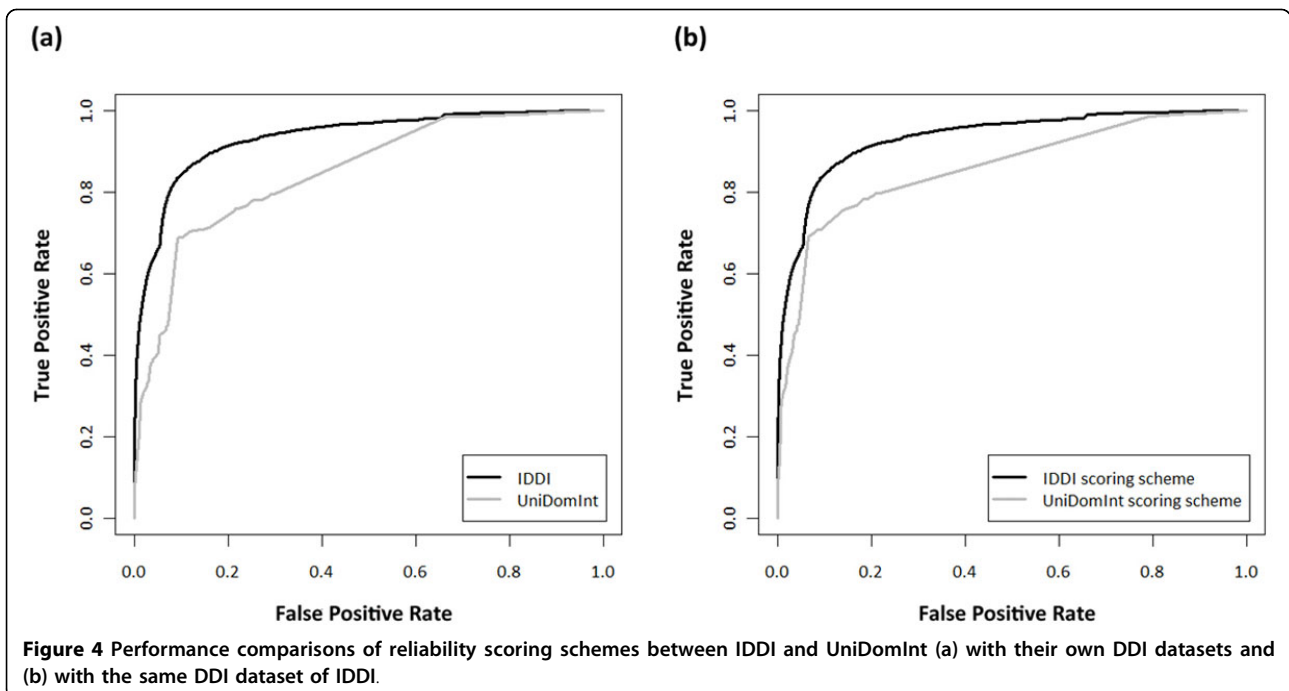 (a)
True Positive Rate
1.0
0.8
0.6
0.4
0.2
0.0
IDDI
UniDomInt
0.0 0.2 0.4 0.6 0.8 1.0
False Positive Rate
(b)
True Positive Rate
1.0
0.8
0.6
0.4
0.2
0.0
IDDI scoring scheme
UniDomInt scoring scheme
0.0 0.2 0.4 0.6 0.8 1.0
False Positive Rate
Figure 4 Performance comparisons of reliability scoring schemes between IDDI and UniDomInt (a) with their own DDI datasets and
(b) with the same DDI dataset of IDDI.